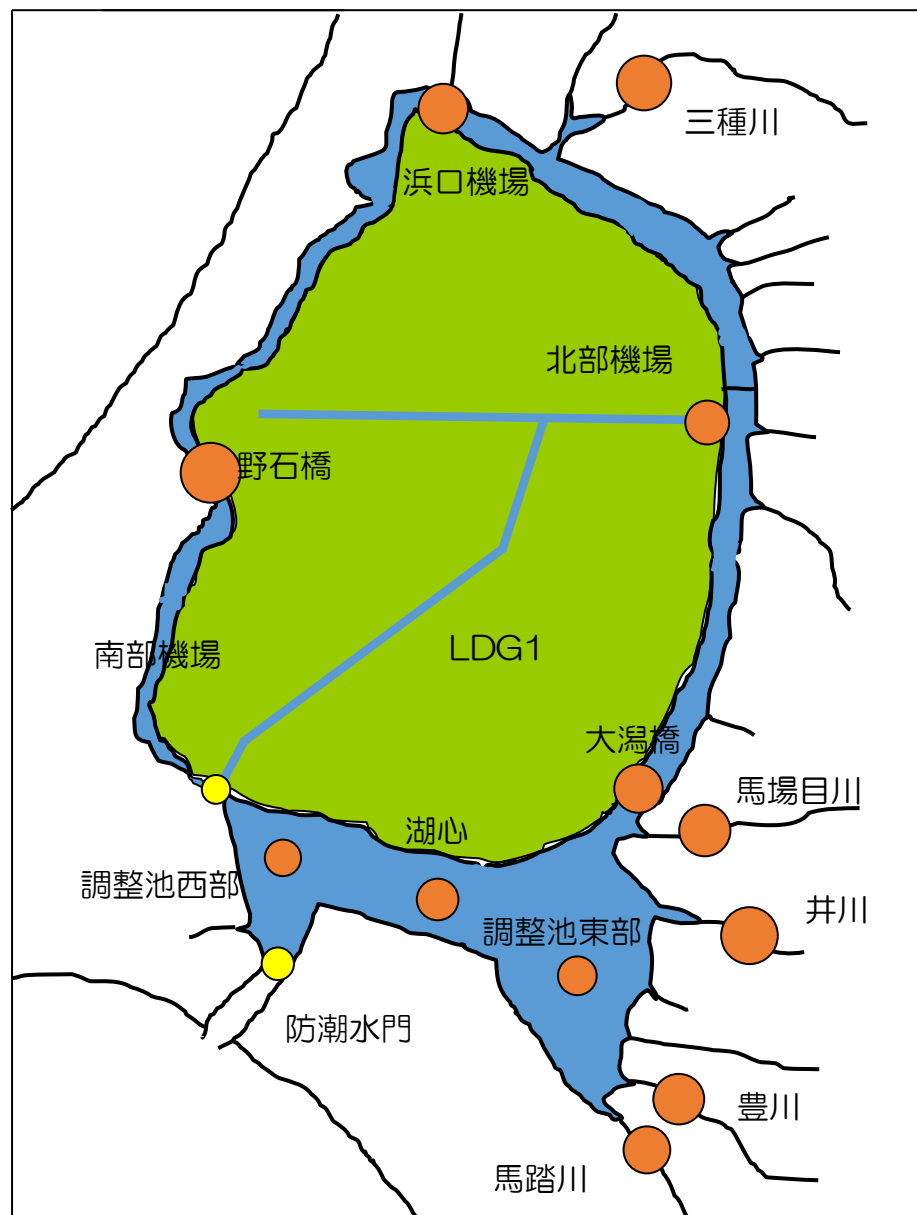 三種川
浜口機場
北部機場
野石橋
南部機場
LDG1
大潟橋
馬場目川
湖心
調整池西部
井川
調整池東部
防潮水門
豊川
馬踏川